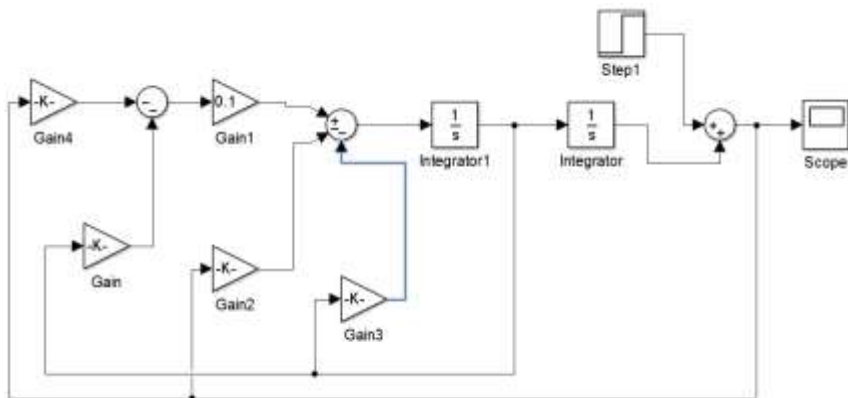 Step1
-K-
Gain4
0.1
Gain1
1
s
Integrator1
1
s
Integrator
Scope
-K-
Gain
-K-
Gain2
-K-
Gain3